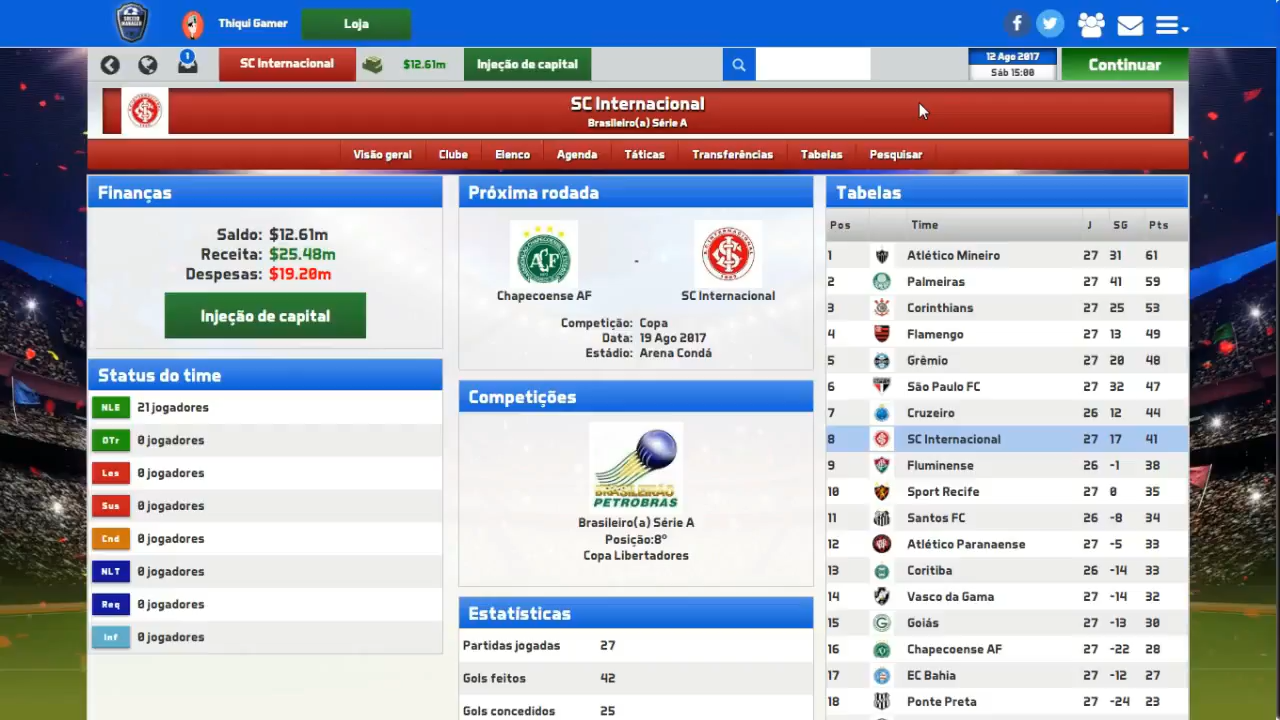 SOCCER MANAGER
Thiqui Gamer
Loja
1
SC Internacional
$12.61m
Injeção de capital
12 Ago 2017
Sáb 15:00
Continuar
SC Internacional
Brasileiro(a) Série A
Visão geral
Clube
Elenco
Agenda
Táticas
Transferências
Tabelas
Pesquisar
Finanças
Saldo: $12.61m
Receita: $25.48m
Despesas: $19.20m
Injeção de capital
Status do time
NLE 21 jogadores
OTr 0 jogadores
Les 0 jogadores
Sus 0 jogadores
Cnd 0 jogadores
NLT 0 jogadores
Req 0 jogadores
Inf 0 jogadores
Próxima rodada
-
Chapecoense AF
SC Internacional
Competição: Copa
Data: 19 Ago 2017
Estádio: Arena Condá
Competições
BRASILEIRÃO
PETROBRAS
Brasileiro(a) Série A
Posição:8°
Copa Libertadores
Estatísticas
Partidas jogadas 27
Gols feitos 42
Gols concedidos 25
Tabelas
Pos Time J SG Pts
1 Atlético Mineiro 27 31 61
2 Palmeiras 27 41 59
3 Corinthians 27 25 53
4 Flamengo 27 13 49
5 Grêmio 27 20 48
6 São Paulo FC 27 32 47
7 Cruzeiro 26 12 44
8 SC Internacional 27 17 41
9 Fluminense 26 -1 38
10 Sport Recife 27 0 35
11 Santos FC 26 -8 34
12 Atlético Paranaense 27 -5 33
13 Coritiba 26 -14 33
14 Vasco da Gama 27 -14 32
15 Goiás 27 -13 30
16 Chapecoense AF 27 -22 28
17 EC Bahia 27 -12 27
18 Ponte Preta 27 -24 23